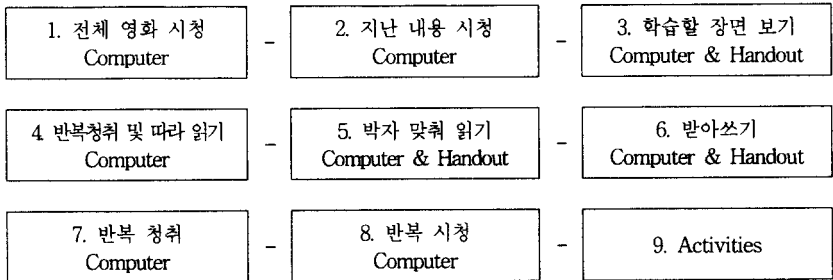 1. 전체 영화 시청
Computer
–
2. 지난 내용 시청
Computer
–
3. 학습할 장면 보기
Computer & Handout
4. 반복청취 및 따라 읽기
Computer
–
5. 박자 맞춰 읽기
Computer & Handout
–
6. 받아쓰기
Computer & Handout
7. 반복 청취
Computer
–
8. 반복 시청
Computer
–
9. Activities